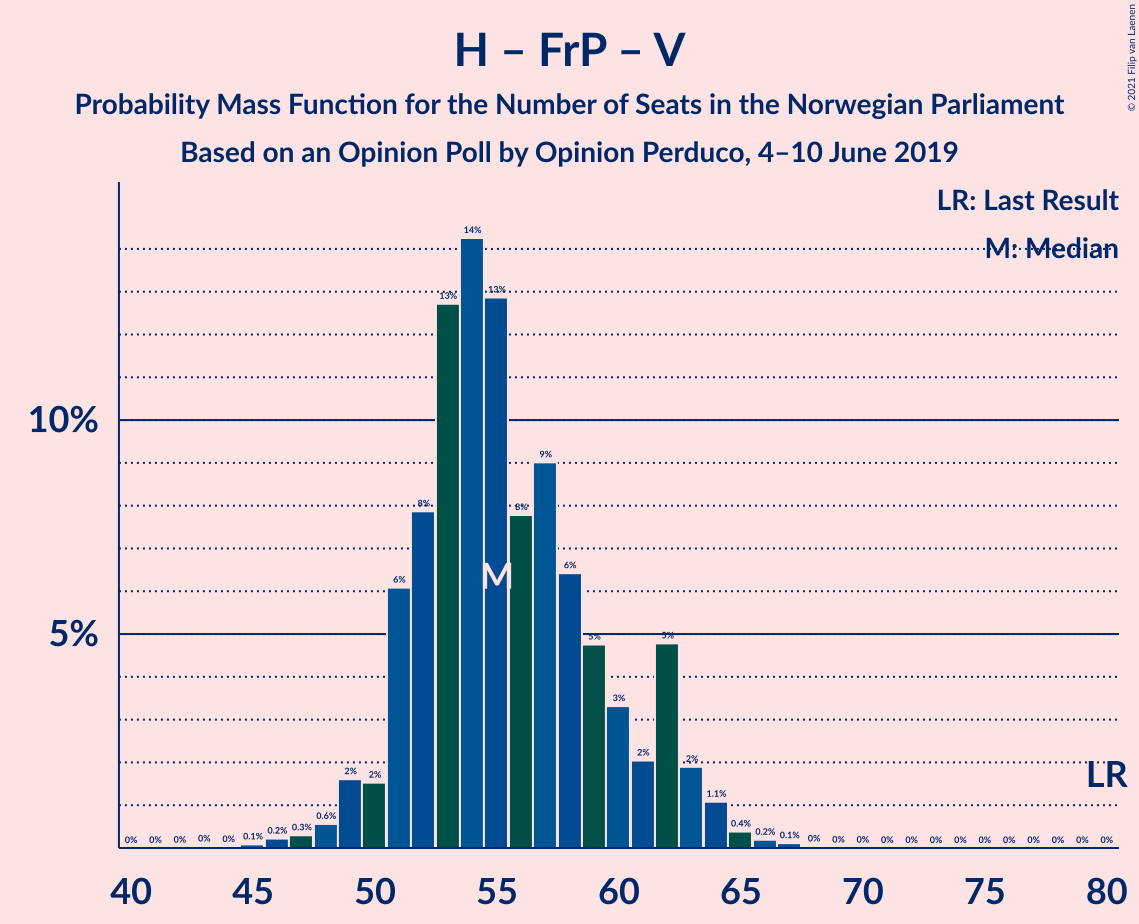 H – FrP – V
Probability Mass Function for the Number of Seats in the Norwegian Parliament
Based on an Opinion Poll by Opinion Perduco, 4–10 June 2019
© 2021 Filip van Laenen
LR: Last Result
M: Median
10%
5%
0% 0% 0% 0% 0% 0.1% 0.2% 0.3% 0.6% 2% 2% 6% 8% 13% 14% 13% 8% 9% 6% 5% 3% 2% 5% 2% 1.1% 0.4% 0.2% 0.1% 0% 0% 0% 0% 0% 0% 0% 0% 0% 0% 0% 0% 0%
M
LR
40 45 50 55 60 65 70 75 80